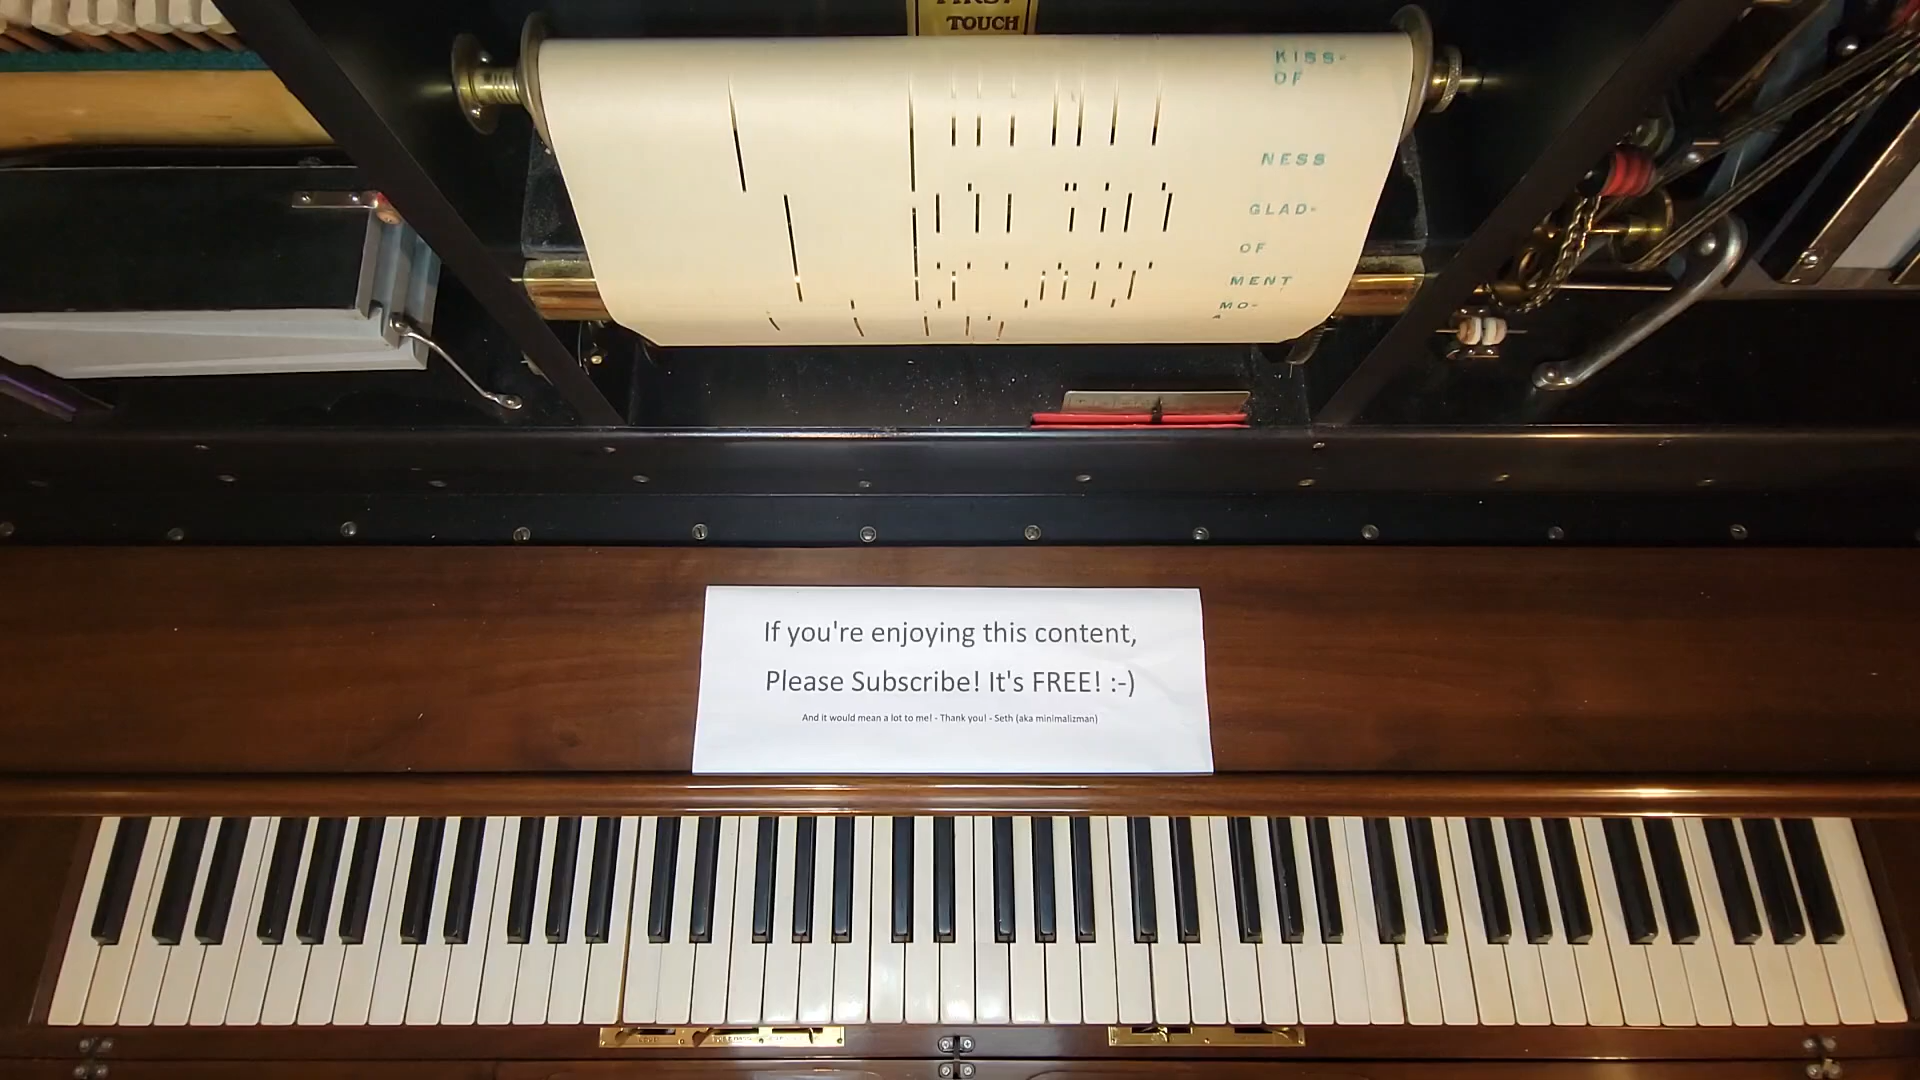 FIRST
TOUCH
KISS-
OF
NESS
GLAD-
OF
MENT
MO-
A
If you're enjoying this content,
Please Subscribe! It's FREE! :-)
And it would mean a lot to me! - Thank you! - Seth (aka minimalizman)